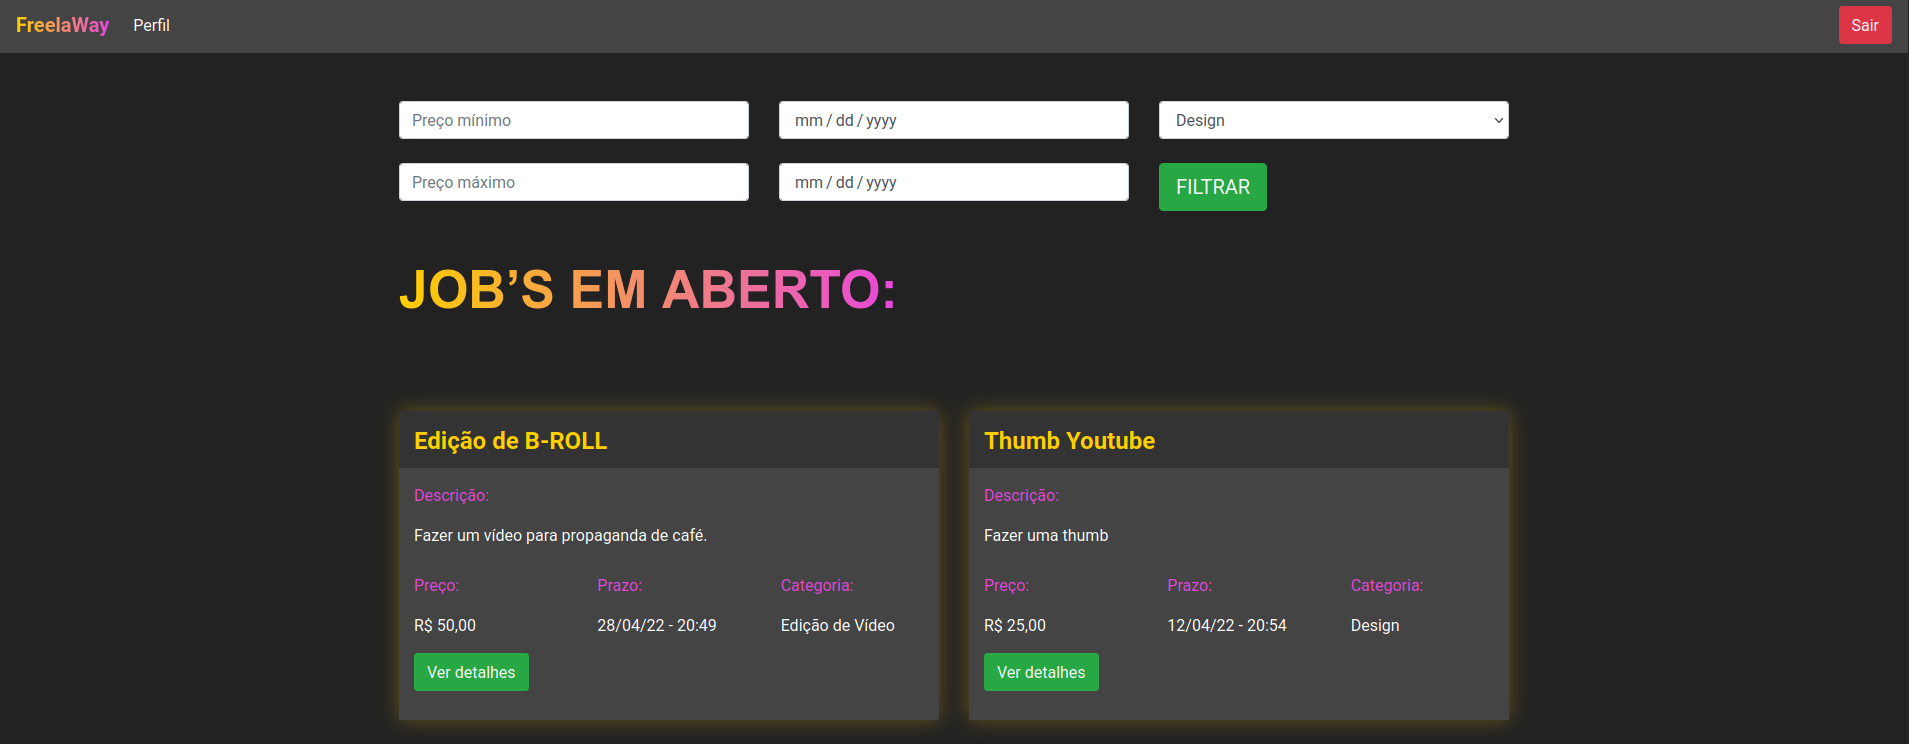 FreelaWay Perfil Sair
Preço mínimo mm / dd / yyyy Design
Preço máximo mm / dd / yyyy FILTRAR
JOB’S EM ABERTO:
Edição de B-ROLL
Descrição:
Fazer um vídeo para propaganda de café.
Preço: Prazo: Categoria:
R$ 50,00 28/04/22 - 20:49 Edição de Vídeo
Ver detalhes
Thumb Youtube
Descrição:
Fazer uma thumb
Preço: Prazo: Categoria:
R$ 25,00 12/04/22 - 20:54 Design
Ver detalhes